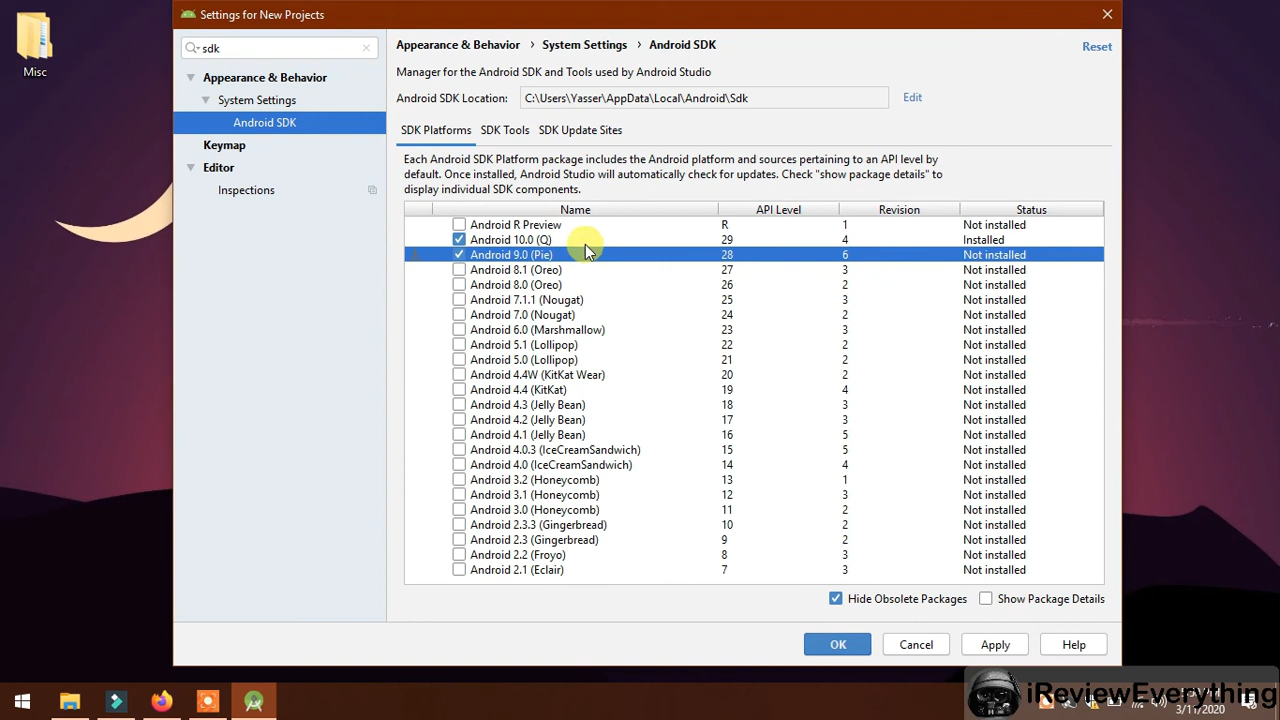 Misc
Settings for New Projects
sdk
Appearance & Behavior
System Settings
Android SDK
Keymap
Editor
Inspections
Appearance & Behavior › System Settings › Android SDK
Reset
Manager for the Android SDK and Tools used by Android Studio
Android SDK Location: C:\Users\Yasser\AppData\Local\Android\Sdk Edit
SDK Platforms SDK Tools SDK Update Sites
Each Android SDK Platform package includes the Android platform and sources pertaining to an API level by
default. Once installed, Android Studio will automatically check for updates. Check "show package details" to
display individual SDK components.
Name API Level Revision Status
Android R Preview R 1 Not installed
Android 10.0 (Q) 29 4 Installed
Android 9.0 (Pie) 28 6 Not installed
Android 8.1 (Oreo) 27 3 Not installed
Android 8.0 (Oreo) 26 2 Not installed
Android 7.1.1 (Nougat) 25 3 Not installed
Android 7.0 (Nougat) 24 2 Not installed
Android 6.0 (Marshmallow) 23 3 Not installed
Android 5.1 (Lollipop) 22 2 Not installed
Android 5.0 (Lollipop) 21 2 Not installed
Android 4.4W (KitKat Wear) 20 2 Not installed
Android 4.4 (KitKat) 19 4 Not installed
Android 4.3 (Jelly Bean) 18 3 Not installed
Android 4.2 (Jelly Bean) 17 3 Not installed
Android 4.1 (Jelly Bean) 16 5 Not installed
Android 4.0.3 (IceCreamSandwich) 15 5 Not installed
Android 4.0 (IceCreamSandwich) 14 4 Not installed
Android 3.2 (Honeycomb) 13 1 Not installed
Android 3.1 (Honeycomb) 12 3 Not installed
Android 3.0 (Honeycomb) 11 2 Not installed
Android 2.3.3 (Gingerbread) 10 2 Not installed
Android 2.3 (Gingerbread) 9 2 Not installed
Android 2.2 (Froyo) 8 3 Not installed
Android 2.1 (Eclair) 7 3 Not installed
Hide Obsolete Packages Show Package Details
OK Cancel Apply Help
iReviewEverything
3/11/2020